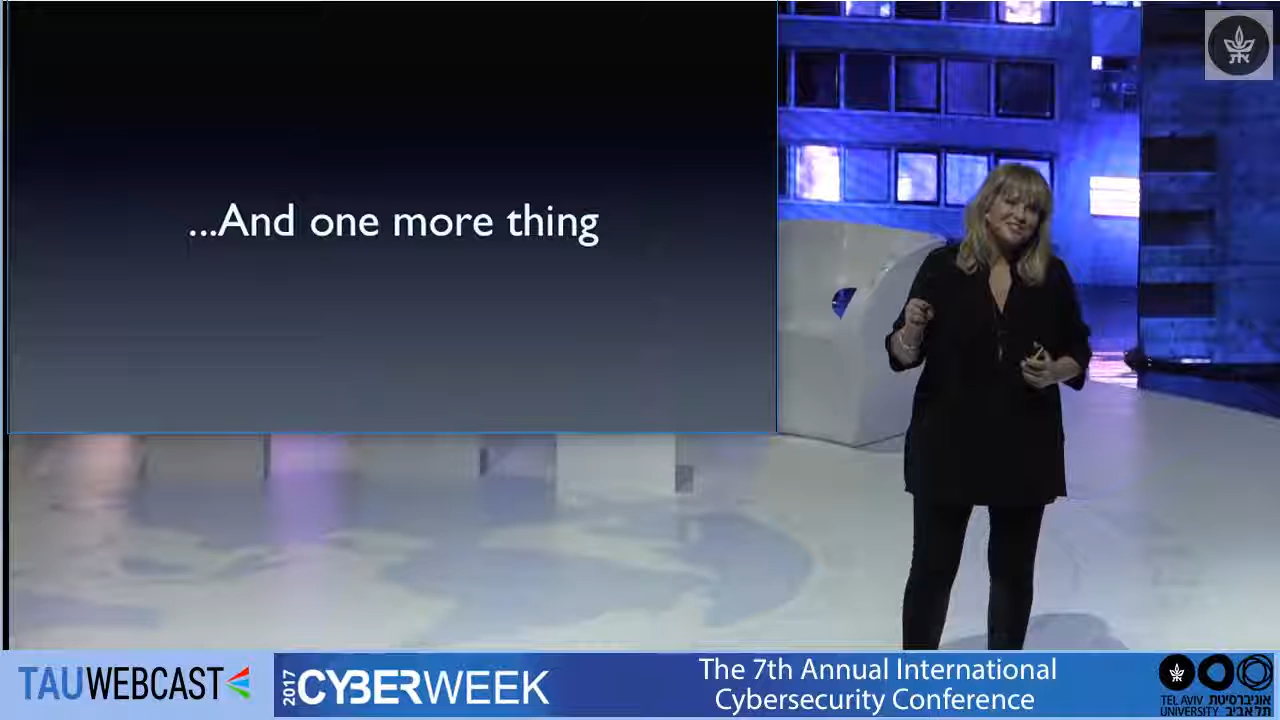 ...And one more thing
TAUWEBCAST
2017 CYBERWEEK
The 7th Annual International
Cybersecurity Conference
TEL AVIV אוניברסיטת
UNIVERSITY תל אביב